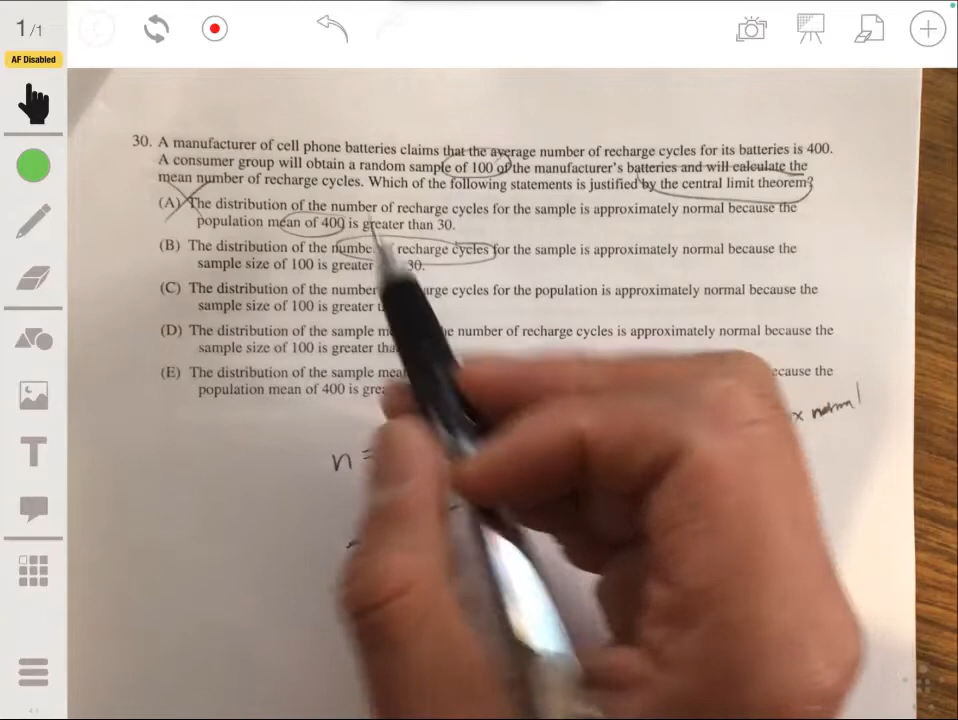 1/1
AF Disabled
30. A manufacturer of cell phone batteries claims that the average number of recharge cycles for its batteries is 400.
A consumer group will obtain a random sample of 100 of the manufacturer's batteries and will calculate the
mean number of recharge cycles. Which of the following statements is justified by the central limit theorem?
(A) The distribution of the number of recharge cycles for the sample is approximately normal because the
population mean of 400 is greater than 30.
(B) The distribution of the recharge cycles for the sample is approximately normal because the
sample size of 100 is greater 30.
(C) The distribution of the number cycles for the population is approximately normal because the
sample size of 100 is greater
(D) The distribution of the sample number of recharge cycles is approximately normal because the
sample size of 100 is greater
(E) The distribution of the sample the
population mean of 400 is
x normal
n =
T